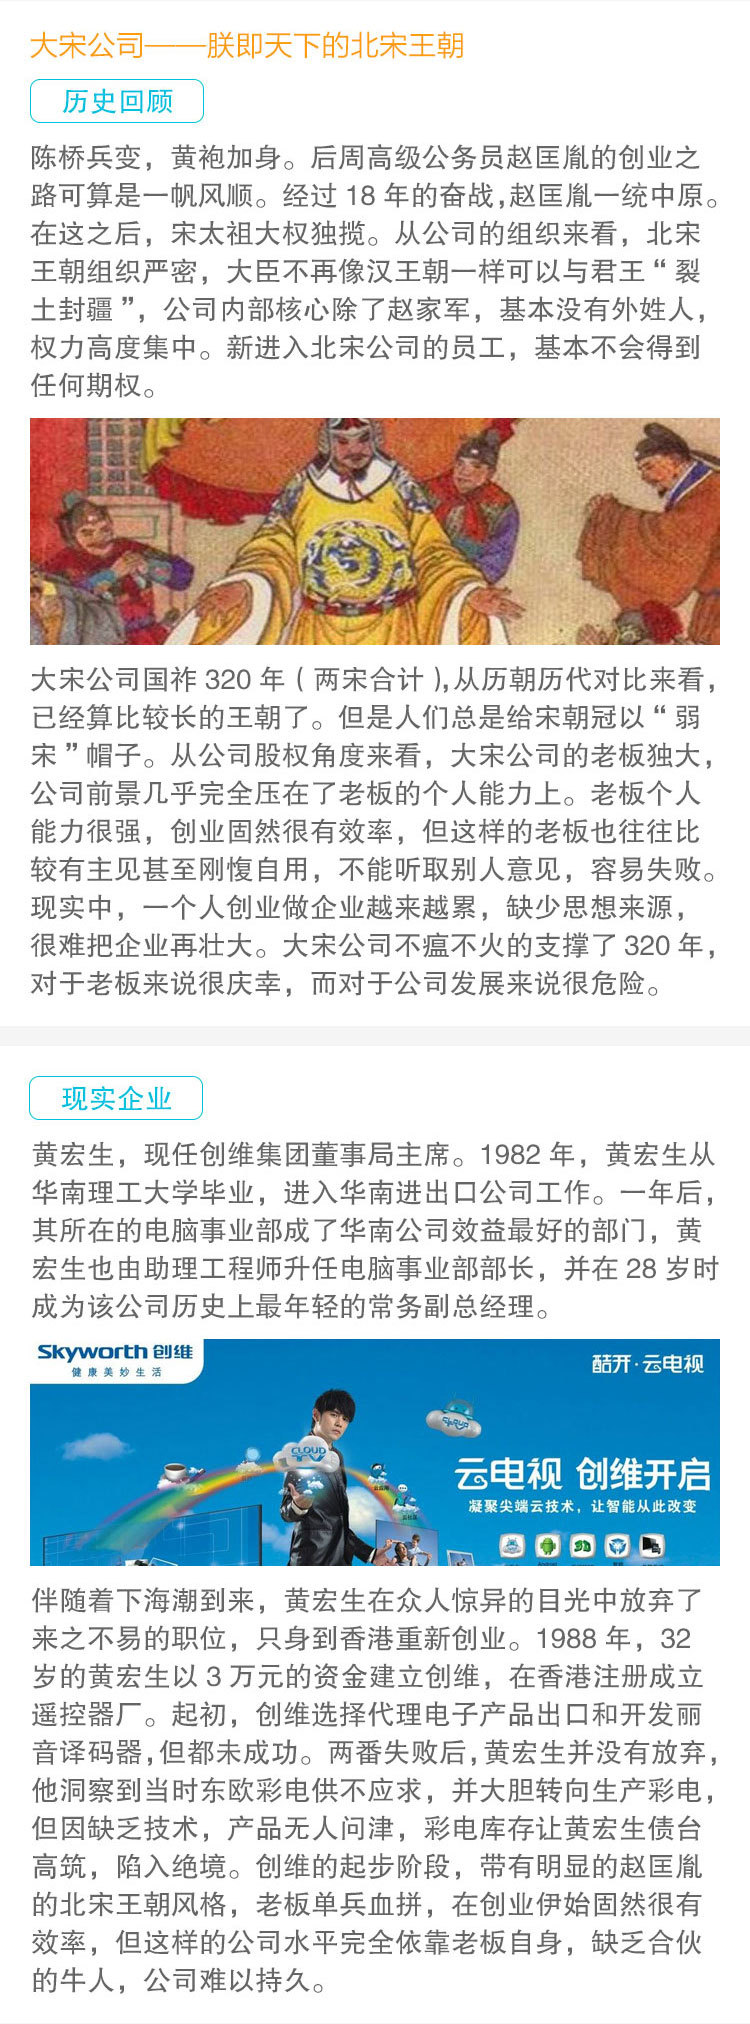 大宋公司——朕即天下的北宋王朝
历史回顾
陈桥兵变，黄袍加身。后周高级公务员赵匡胤的创业之
路可算是一帆风顺。经过 18 年的奋战,赵匡胤一统中原。
在这之后，宋太祖大权独揽。从公司的组织来看，北宋
王朝组织严密，大臣不再像汉王朝一样可以与君王“裂
土封疆”，公司内部核心除了赵家军，基本没有外姓人，
权力高度集中。新进入北宋公司的员工，基本不会得到
任何期权。
大宋公司国祚 320 年（两宋合计),从历朝历代对比来看，
已经算比较长的王朝了。但是人们总是给宋朝冠以“弱
宋”帽子。从公司股权角度来看，大宋公司的老板独大，
公司前景几乎完全压在了老板的个人能力上。老板个人
能力很强，创业固然很有效率，但这样的老板也往往比
较有主见甚至刚愎自用，不能听取别人意见，容易失败。
现实中，一个人创业做企业越来越累，缺少思想来源，
很难把企业再壮大。大宋公司不瘟不火的支撑了 320 年，
对于老板来说很庆幸，而对于公司发展来说很危险。
现实企业
黄宏生，现任创维集团董事局主席。1982 年，黄宏生从
华南理工大学毕业，进入华南进出口公司工作。一年后，
其所在的电脑事业部成了华南公司效益最好的部门，黄
宏生也由助理工程师升任电脑事业部部长，并在 28 岁时
成为该公司历史上最年轻的常务副总经理。
Skyworth 创维
健康美妙生活
酷开·云电视
CLOUD
TV
云电视 创维开启
凝聚尖端云技术，让智能从此改变
3D
伴随着下海潮到来，黄宏生在众人惊异的目光中放弃了
来之不易的职位，只身到香港重新创业。1988 年，32
岁的黄宏生以 3 万元的资金建立创维，在香港注册成立
遥控器厂。起初，创维选择代理电子产品出口和开发丽
音译码器,但都未成功。两番失败后,黄宏生并没有放弃，
他洞察到当时东欧彩电供不应求，并大胆转向生产彩电，
但因缺乏技术，产品无人问津，彩电库存让黄宏生债台
高筑，陷入绝境。创维的起步阶段，带有明显的赵匡胤
的北宋王朝风格，老板单兵血拼，在创业伊始固然很有
效率，但这样的公司水平完全依靠老板自身，缺乏合伙
的牛人，公司难以持久。